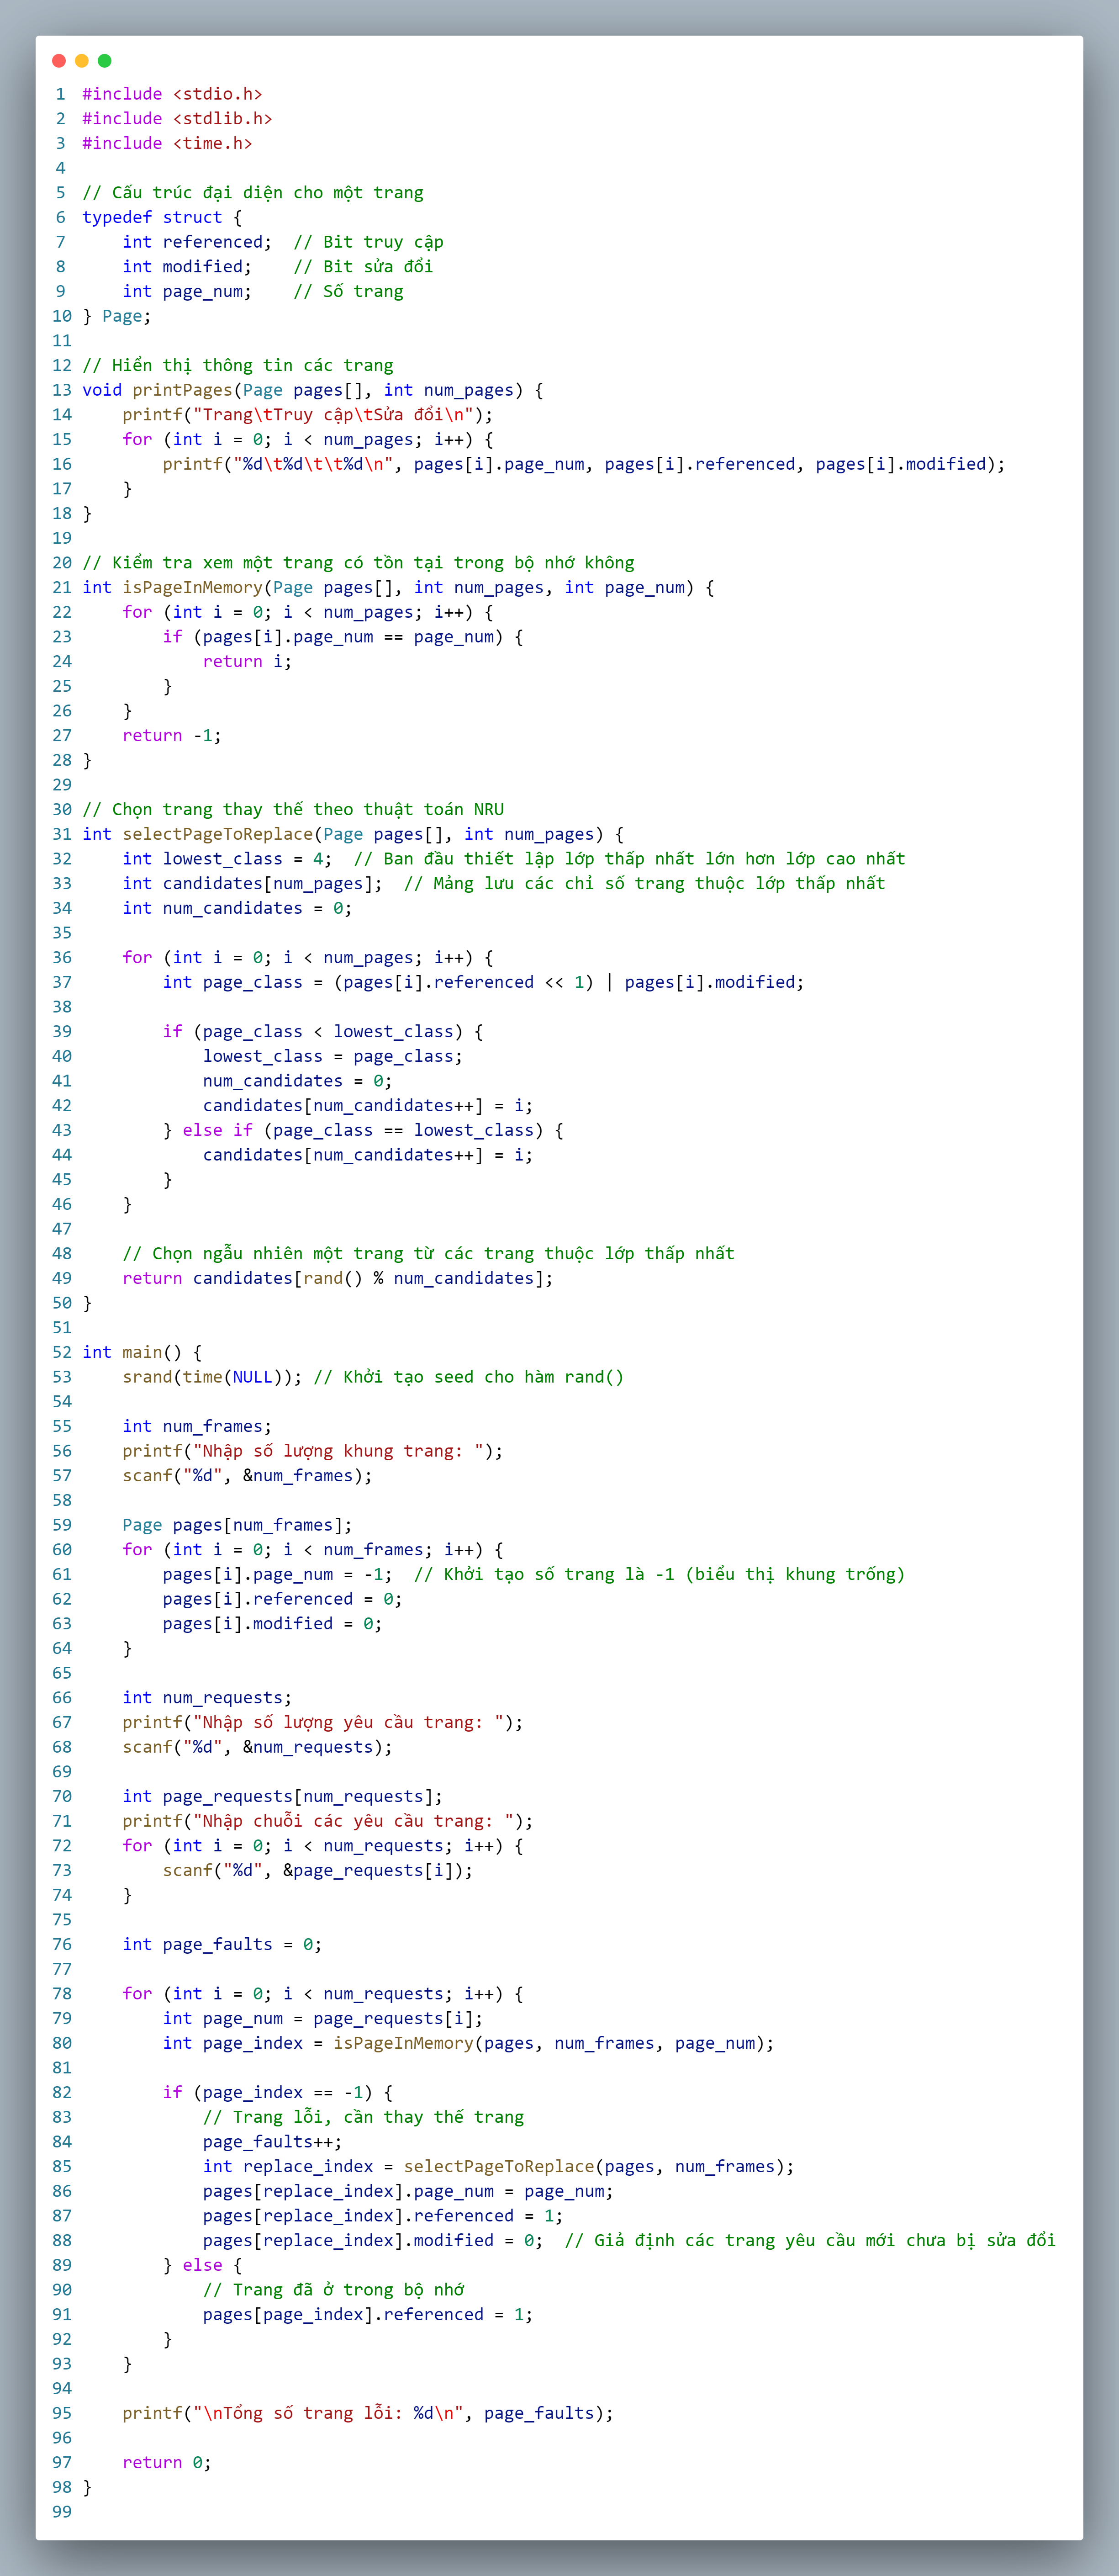 1 #include <stdio.h>
2 #include <stdlib.h>
3 #include <time.h>
4
5 // Cấu trúc đại diện cho một trang
6 typedef struct {
7     int referenced;  // Bit truy cập
8     int modified;    // Bit sửa đổi
9     int page_num;    // Số trang
10 } Page;
11
12 // Hiển thị thông tin các trang
13 void printPages(Page pages[], int num_pages) {
14     printf("Trang\tTruy cập\tSửa đổi\n");
15     for (int i = 0; i < num_pages; i++) {
16         printf("%d\t%d\t\t%d\n", pages[i].page_num, pages[i].referenced, pages[i].modified);
17     }
18 }
19
20 // Kiểm tra xem một trang có tồn tại trong bộ nhớ không
21 int isPageInMemory(Page pages[], int num_pages, int page_num) {
22     for (int i = 0; i < num_pages; i++) {
23         if (pages[i].page_num == page_num) {
24             return i;
25         }
26     }
27     return -1;
28 }
29
30 // Chọn trang thay thế theo thuật toán NRU
31 int selectPageToReplace(Page pages[], int num_pages) {
32     int lowest_class = 4;  // Ban đầu thiết lập lớp thấp nhất lớn hơn lớp cao nhất
33     int candidates[num_pages];  // Mảng lưu các chỉ số trang thuộc lớp thấp nhất
34     int num_candidates = 0;
35
36     for (int i = 0; i < num_pages; i++) {
37         int page_class = (pages[i].referenced << 1) | pages[i].modified;
38
39         if (page_class < lowest_class) {
40             lowest_class = page_class;
41             num_candidates = 0;
42             candidates[num_candidates++] = i;
43         } else if (page_class == lowest_class) {
44             candidates[num_candidates++] = i;
45         }
46     }
47
48     // Chọn ngẫu nhiên một trang từ các trang thuộc lớp thấp nhất
49     return candidates[rand() % num_candidates];
50 }
51
52 int main() {
53     srand(time(NULL)); // Khởi tạo seed cho hàm rand()
54
55     int num_frames;
56     printf("Nhập số lượng khung trang: ");
57     scanf("%d", &num_frames);
58
59     Page pages[num_frames];
60     for (int i = 0; i < num_frames; i++) {
61         pages[i].page_num = -1;  // Khởi tạo số trang là -1 (biểu thị khung trống)
62         pages[i].referenced = 0;
63         pages[i].modified = 0;
64     }
65
66     int num_requests;
67     printf("Nhập số lượng yêu cầu trang: ");
68     scanf("%d", &num_requests);
69
70     int page_requests[num_requests];
71     printf("Nhập chuỗi các yêu cầu trang: ");
72     for (int i = 0; i < num_requests; i++) {
73         scanf("%d", &page_requests[i]);
74     }
75
76     int page_faults = 0;
77
78     for (int i = 0; i < num_requests; i++) {
79         int page_num = page_requests[i];
80         int page_index = isPageInMemory(pages, num_frames, page_num);
81
82         if (page_index == -1) {
83             // Trang lỗi, cần thay thế trang
84             page_faults++;
85             int replace_index = selectPageToReplace(pages, num_frames);
86             pages[replace_index].page_num = page_num;
87             pages[replace_index].referenced = 1;
88             pages[replace_index].modified = 0;  // Giả định các trang yêu cầu mới chưa bị sửa đổi
89         } else {
90             // Trang đã ở trong bộ nhớ
91             pages[page_index].referenced = 1;
92         }
93     }
94
95     printf("\nTổng số trang lỗi: %d\n", page_faults);
96
97     return 0;
98 }
99